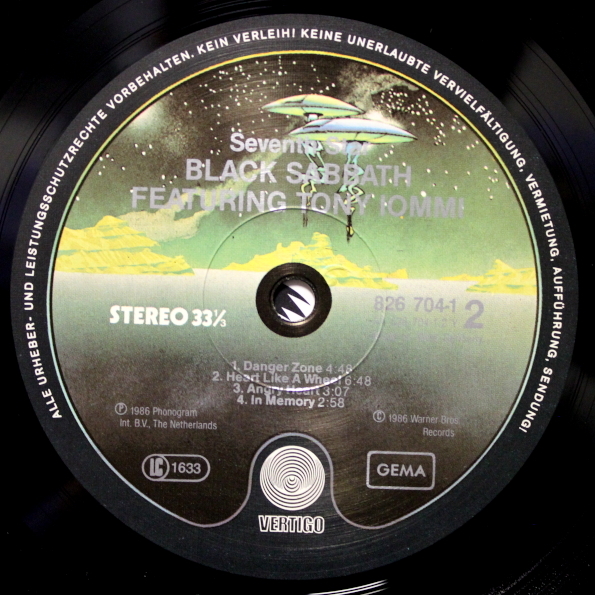 ALLE URHEBER- UND LEISTUNGSSCHUTZRECHTE VORBEHALTEN. KEIN VERLEIH! KEINE UNERLAUBTE VERVIELFÄLTIGUNG, VERMIETUNG, AUFFÜHRUNG, SENDUNG!
Seventh Star
BLACK SABBATH
FEATURING TONY IOMMI
STEREO 33⅓
826 704-1 2
1. Danger Zone 4:48
2. Heart Like A Wheel 6:48
3. Angry Heart 3:07
4. In Memory 2:58
Ⓟ 1986 Phonogram
Int. B.V., The Netherlands
© 1986 Warner Bros.
Records
LC 1633
GEMA
VERTIGO